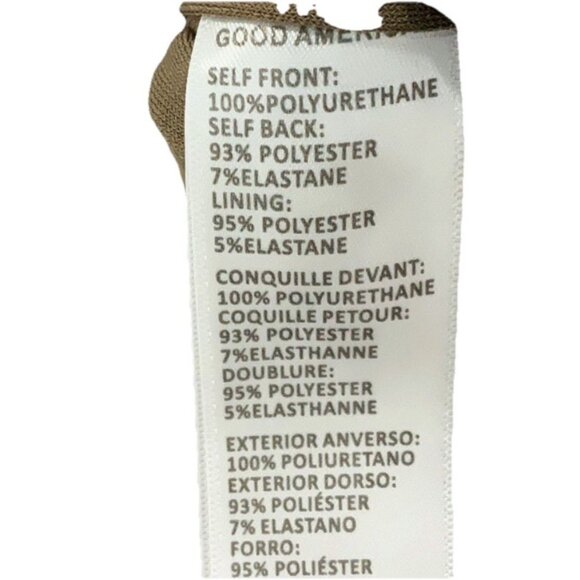 GOOD AMERICA
SELF FRONT:
100%POLYURETHANE
SELF BACK:
93% POLYESTER
7%ELASTANE
LINING:
95% POLYESTER
5%ELASTANE
CONQUILLE DEVANT:
100% POLYURETHANE
COQUILLE PETOUR:
93% POLYESTER
7%ELASTHANNE
DOUBLURE:
95% POLYESTER
5%ELASTHANNE
EXTERIOR ANVERSO:
100% POLIURETANO
EXTERIOR DORSO:
93% POLIÉSTER
7% ELASTANO
FORRO:
95% POLIÉSTER